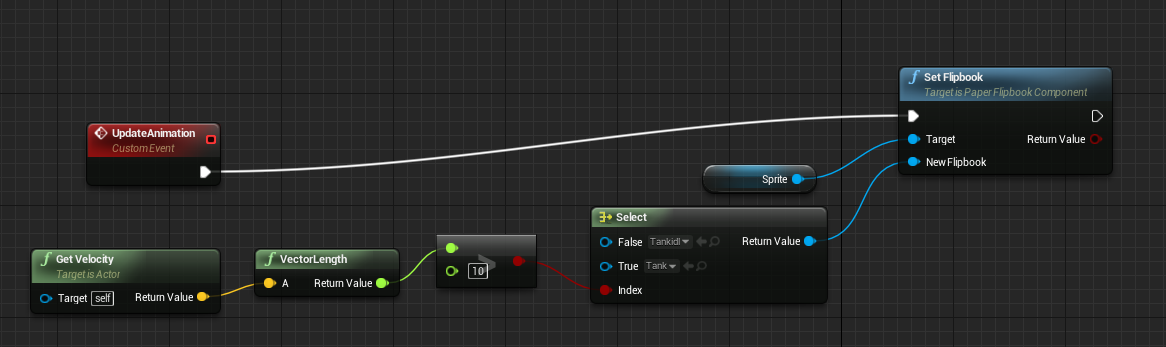 Set Flipbook
Target is Paper Flipbook Component
Target
Return Value
New Flipbook
UpdateAnimation
Custom Event
Sprite
Select
False Tankidl Return Value
True Tank
Index
Get Velocity
Target is Actor
Target self Return Value
VectorLength
A Return Value
>
10